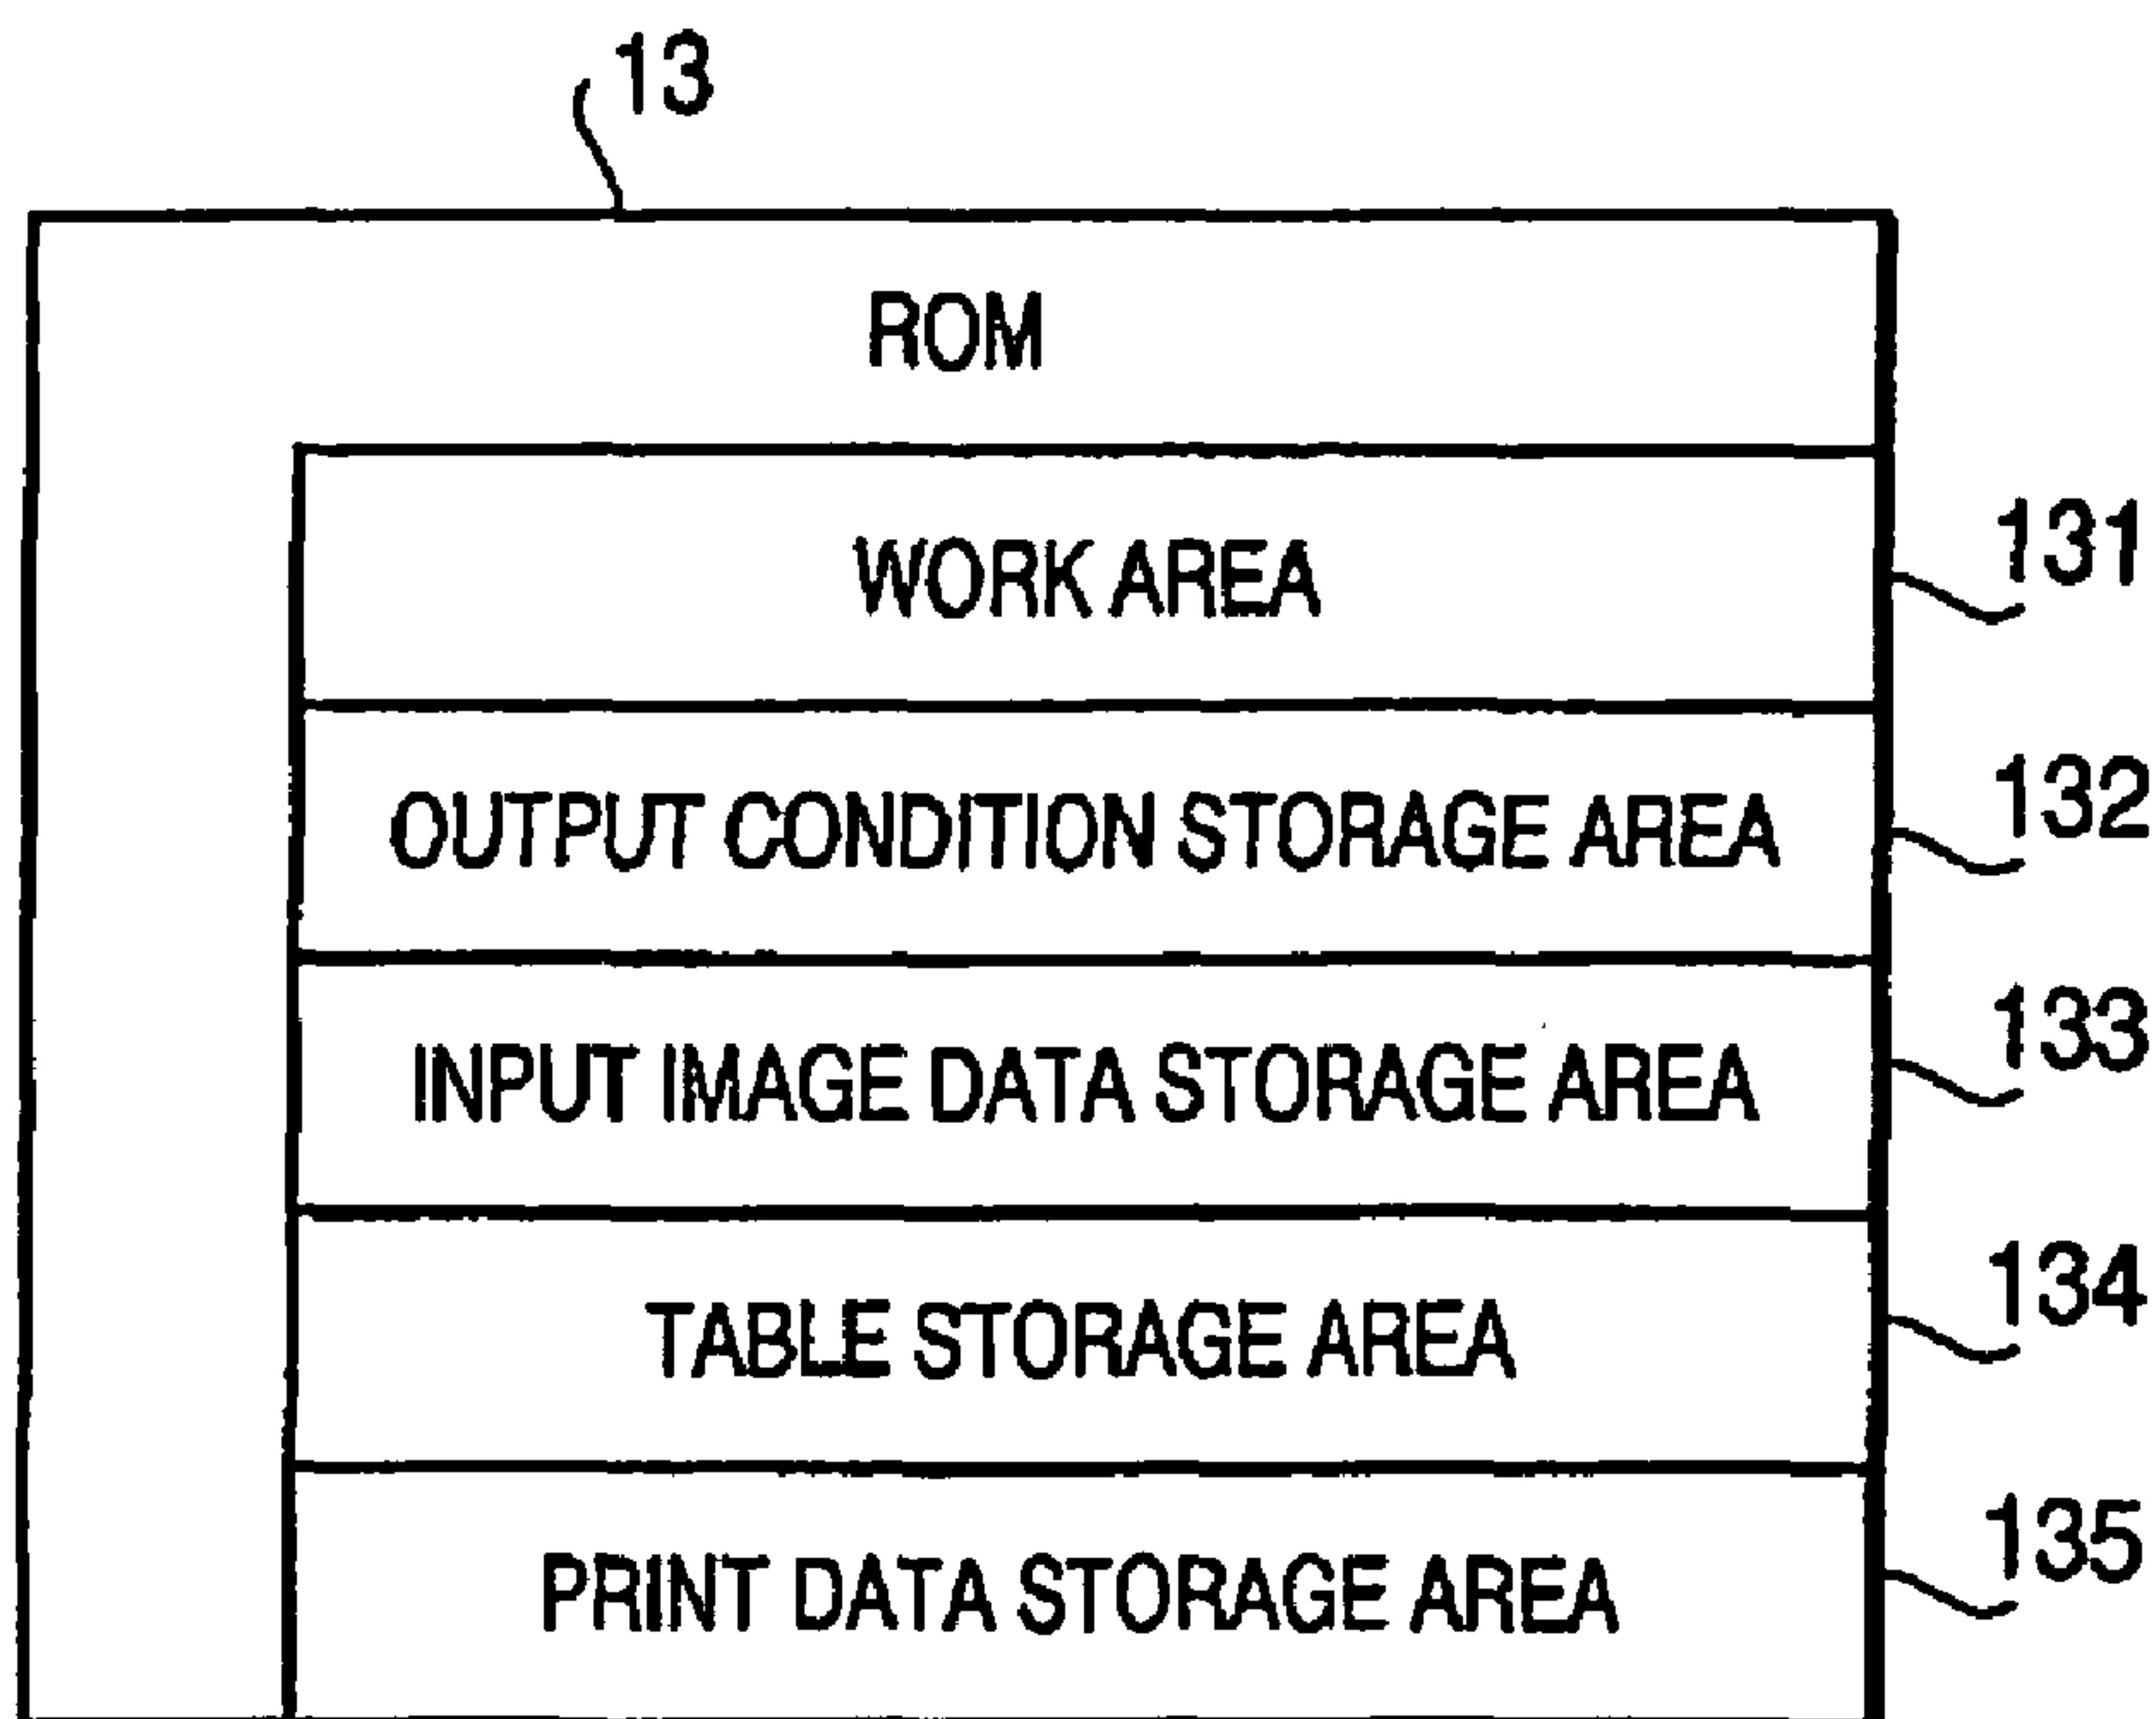 13
ROM
WORK AREA
131
OUTPUT CONDITION STORAGE AREA
132
INPUT IMAGE DATA STORAGE AREA
133
TABLE STORAGE AREA
134
PRINT DATA STORAGE AREA
135